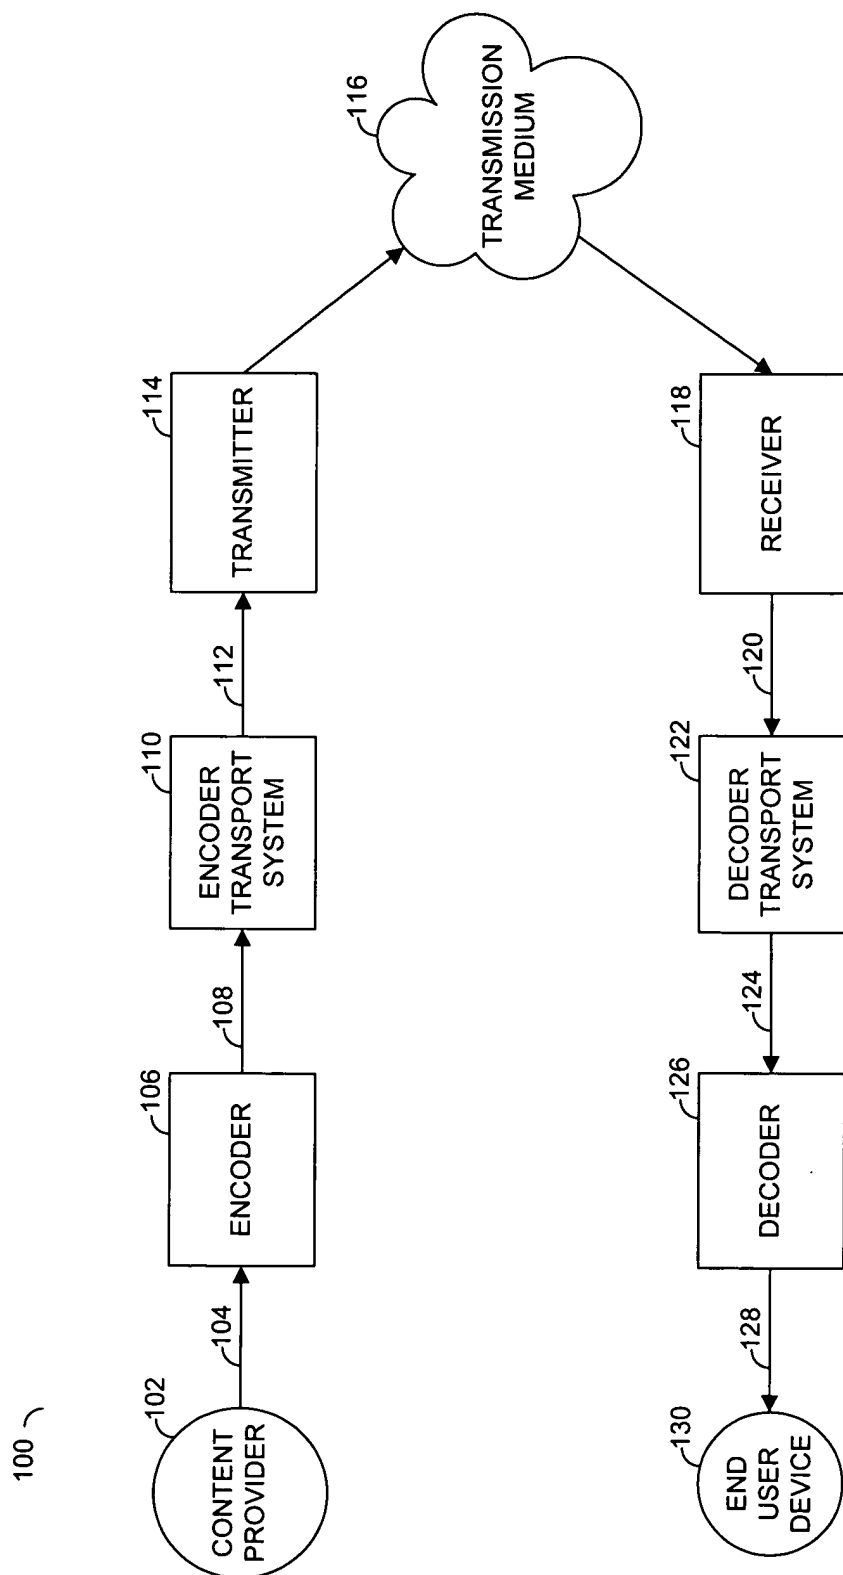 100
102
CONTENT
PROVIDER
104
106
ENCODER
108
110
ENCODER
TRANSPORT
SYSTEM
112
114
TRANSMITTER
116
TRANSMISSION
MEDIUM
118
RECEIVER
120
122
DECODER
TRANSPORT
SYSTEM
124
126
DECODER
128
130
END
USER
DEVICE